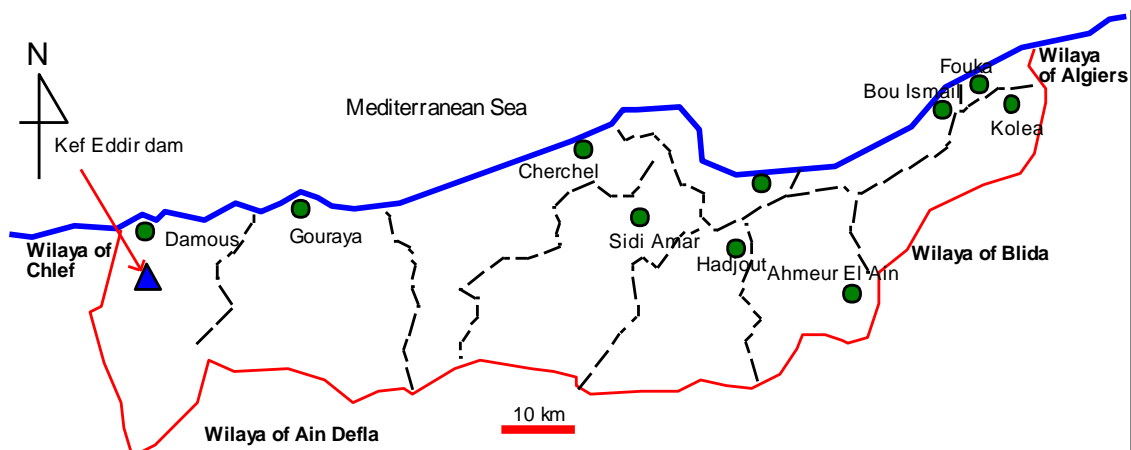 N
Kef Eddir dam
Mediterranean Sea
Fouka
Bou Ismail
Wilaya
of Algiers
Kolea
Cherchel
Damous
Gouraya
Sidi Amar
Hadjout
Wilaya of
Chlef
Wilaya of Blida
Ahmeur El Ain
10 km
Wilaya of Ain Defla